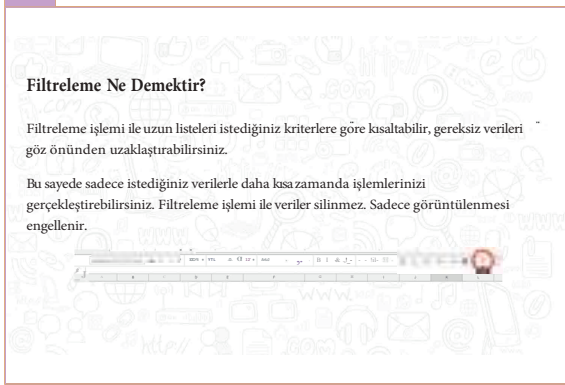 Filtreleme Ne Demektir?
Filtreleme işlemi ile uzun listeleri istediğiniz kriterlere göre kısaltabilir, gereksiz verileri
göz önünden uzaklaştırabilirsiniz.
Bu sayede sadece istediğiniz verilerle daha kısa zamanda işlemlerinizi
gerçekleştirebilirsiniz. Filtreleme işlemi ile veriler silinmez. Sadece görüntülenmesi
engellenir.